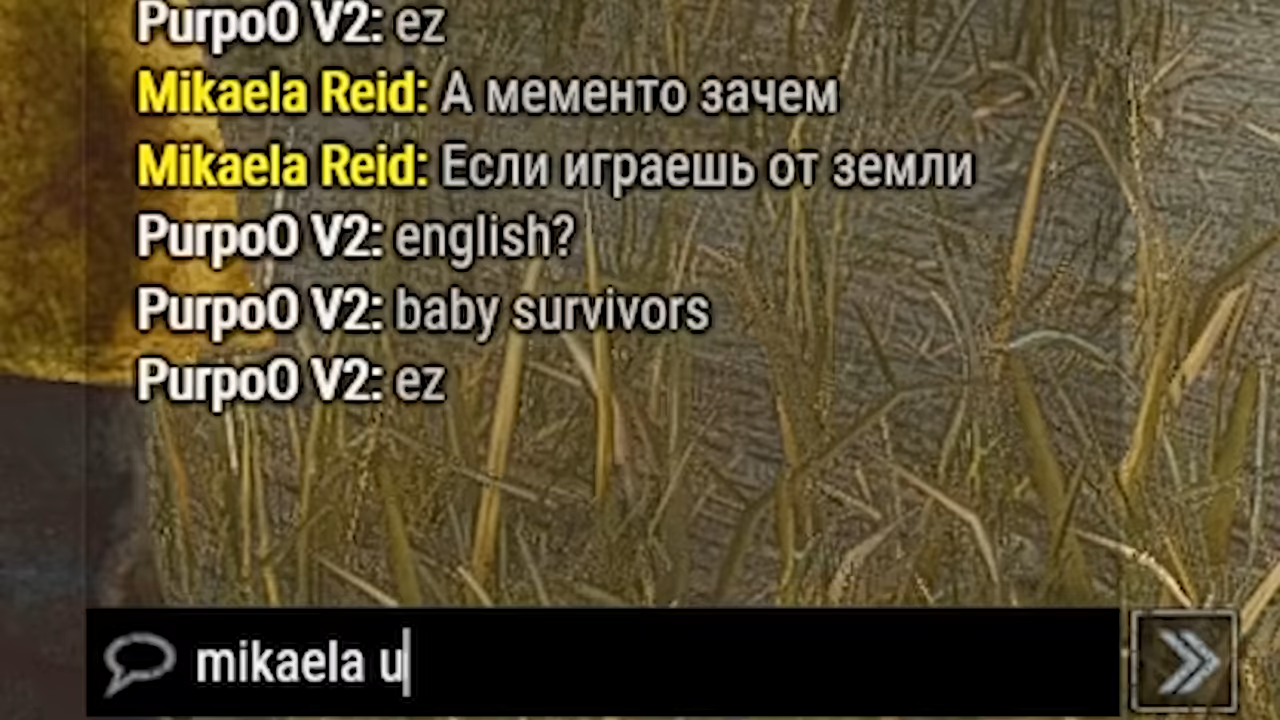 PurpoO V2: ez
Mikaela Reid: А мементо зачем
Mikaela Reid: Если играешь от земли
PurpoO V2: english?
PurpoO V2: baby survivors
PurpoO V2: ez
mikaela u